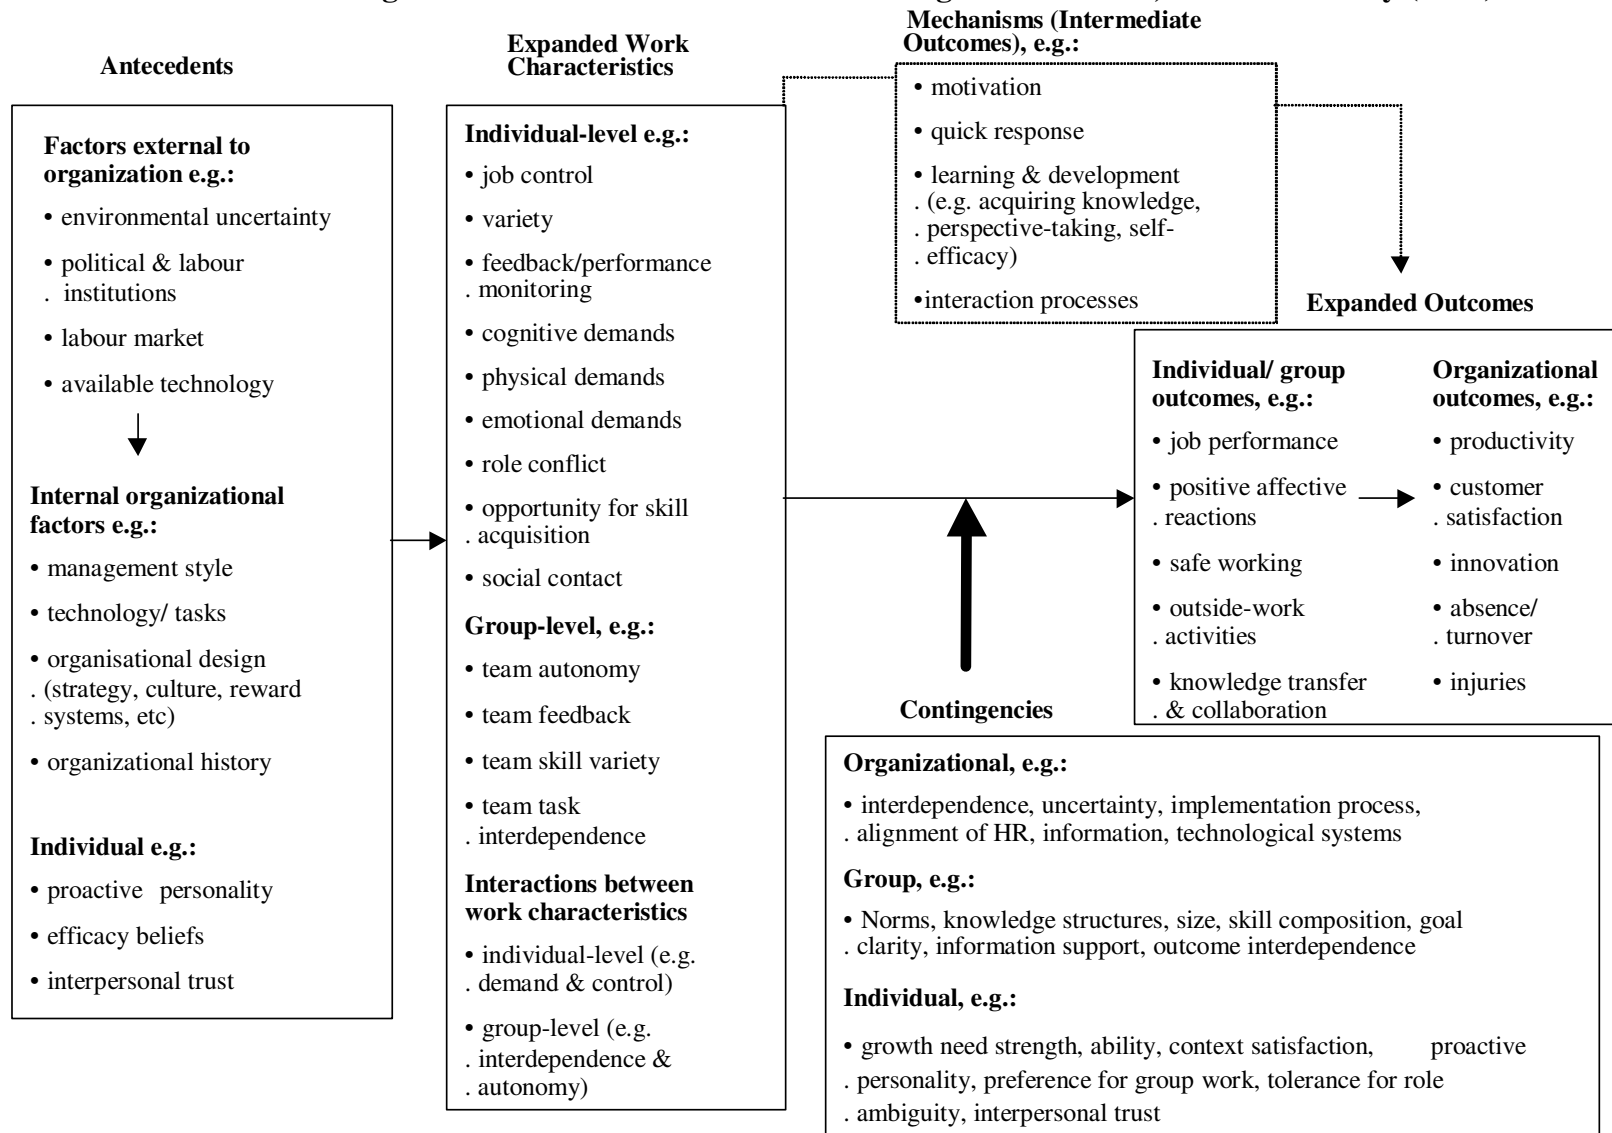 Mechanisms (Intermediate
Outcomes), e.g.:
Expanded Work
Characteristics
Antecedents
Factors external to
organization e.g.:
• environmental uncertainty
• political & labour
. institutions
• labour market
• available technology
Internal organizational
factors e.g.:
• management style
• technology/ tasks
• organisational design
. (strategy, culture, reward
. systems, etc)
• organizational history
Individual e.g.:
• proactive personality
• efficacy beliefs
• interpersonal trust
Individual-level e.g.:
• job control
• variety
• feedback/performance
. monitoring
• cognitive demands
• physical demands
• emotional demands
• role conflict
• opportunity for skill
. acquisition
• social contact
Group-level, e.g.:
• team autonomy
• team feedback
• team skill variety
• team task
. interdependence
Interactions between
work characteristics
• individual-level (e.g.
. demand & control)
• group-level (e.g.
. interdependence &
. autonomy)
• motivation
• quick response
• learning & development
. (e.g. acquiring knowledge,
. perspective-taking, self-
. efficacy)
•interaction processes
Expanded Outcomes
Individual/ group
outcomes, e.g.:
• job performance
• positive affective
. reactions
• safe working
• outside-work
. activities
• knowledge transfer
. & collaboration
Organizational
outcomes, e.g.:
• productivity
• customer
. satisfaction
• innovation
• absence/
. turnover
• injuries
Contingencies
Organizational, e.g.:
• interdependence, uncertainty, implementation process,
. alignment of HR, information, technological systems
Group, e.g.:
• Norms, knowledge structures, size, skill composition, goal
. clarity, information support, outcome interdependence
Individual, e.g.:
• growth need strength, ability, context satisfaction, proactive
. personality, preference for group work, tolerance for role
. ambiguity, interpersonal trust